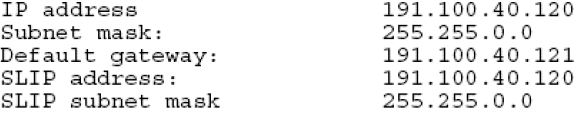 IP address 191.100.40.120
Subnet mask: 255.255.0.0
Default gateway: 191.100.40.121
SLIP address: 191.100.40.120
SLIP subnet mask 255.255.0.0